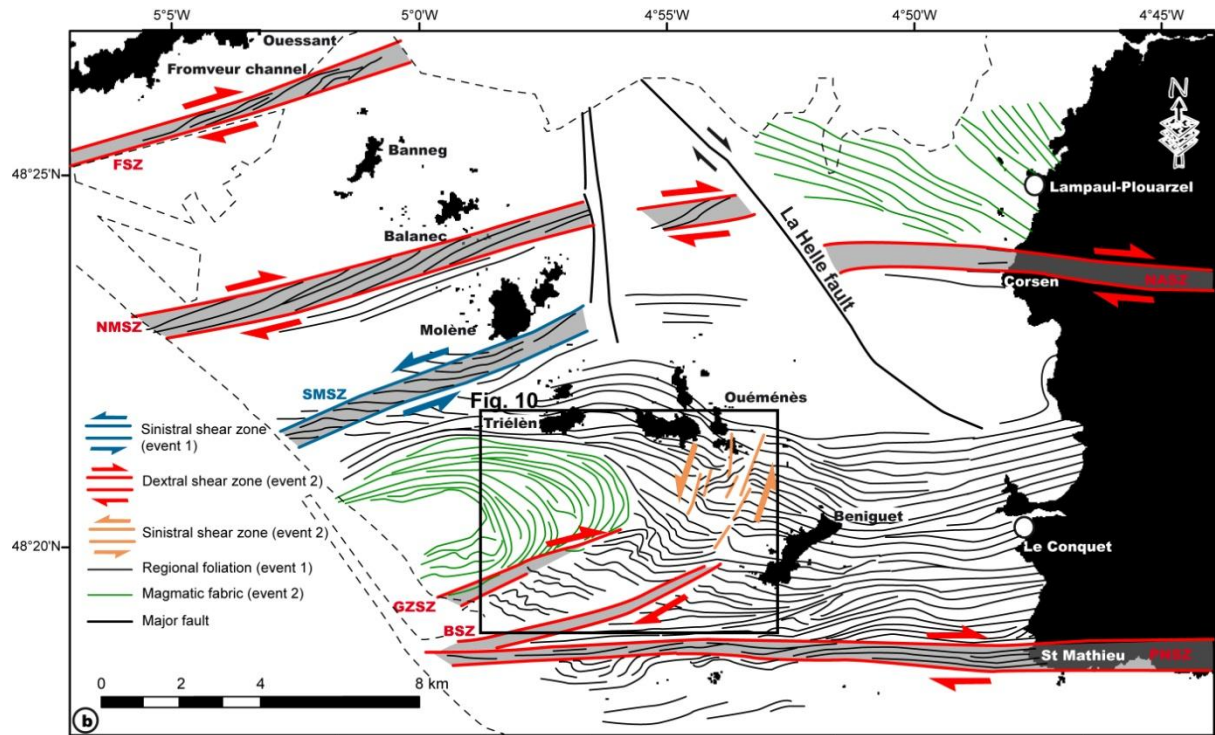 5°5'W 5°0'W 4°55'W 4°50'W 4°45'W
Ouessant
Fromveur channel
N
FSZ
Banneg
48°25'N
Lampaul-Plouarzel
Balanec
La Helle fault
NASZ
Corsen
NMSZ
Molène
SMSZ
Fig. 10
Ouéménès
Triélèn
Sinistral shear zone
(event 1)
Dextral shear zone (event 2)
Beniguet
Sinistral shear zone
(event 2)
48°20'N
Le Conquet
Regional foliation (event 1)
Magmatic fabric (event 2)
Major fault
GZSZ
BSZ
St Mathieu
PMSZ
0 2 4 8 km
b